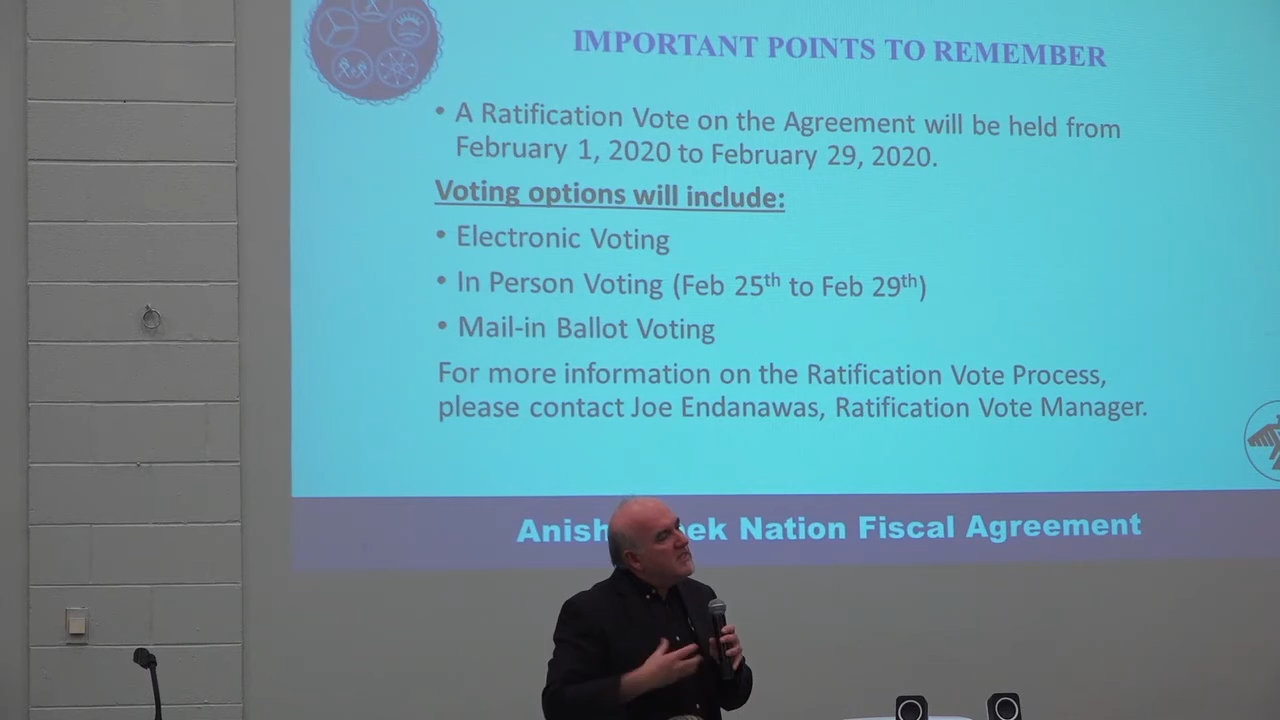 IMPORTANT POINTS TO REMEMBER
• A Ratification Vote on the Agreement will be held from
February 1, 2020 to February 29, 2020.
Voting options will include:
• Electronic Voting
• In Person Voting (Feb 25th to Feb 29th)
• Mail-in Ballot Voting
For more information on the Ratification Vote Process,
please contact Joe Endanawas, Ratification Vote Manager.
Nation Fiscal Agreement